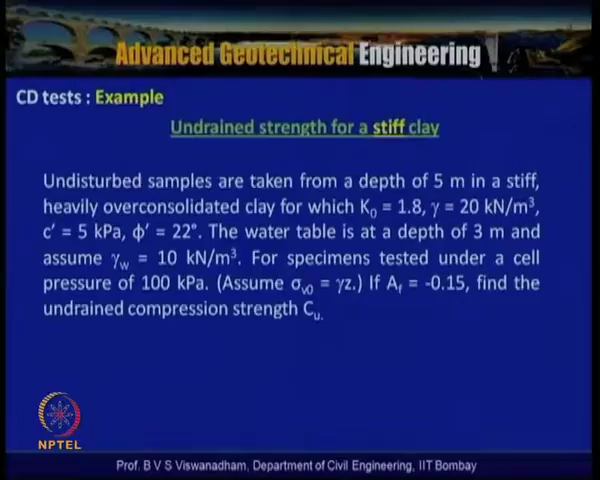 Advanced Geotechnical Engineering
CD tests : Example
Undrained strength for a stiff clay
Undisturbed samples are taken from a depth of 5 m in a stiff,
heavily overconsolidated clay for which K₀ = 1.8, γ = 20 kN/m³,
c′ = 5 kPa, ϕ′ = 22°. The water table is at a depth of 3 m and
assume γw = 10 kN/m³. For specimens tested under a cell
pressure of 100 kPa. (Assume σv0 = γz.) If Af = -0.15, find the
undrained compression strength Cu.
NPTEL
Prof. B V S Viswanadham, Department of Civil Engineering, IIT Bombay